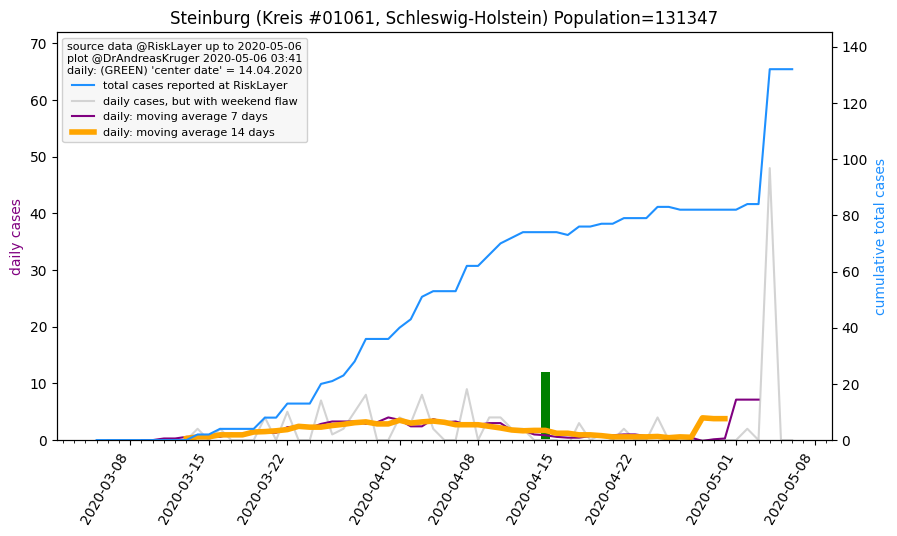 Steinburg (Kreis #01061, Schleswig-Holstein) Population=131347
source data @RiskLayer up to 2020-05-06
plot @DrAndreasKruger 2020-05-06 03:41
daily: (GREEN) 'center date' = 14.04.2020
total cases reported at RiskLayer
daily cases, but with weekend flaw
daily: moving average 7 days
daily: moving average 14 days
daily cases
70
60
50
40
30
20
10
0
cumulative total cases
140
120
100
80
60
40
20
0
2020-03-08
2020-03-15
2020-03-22
2020-04-01
2020-04-08
2020-04-15
2020-04-22
2020-05-01
2020-05-08